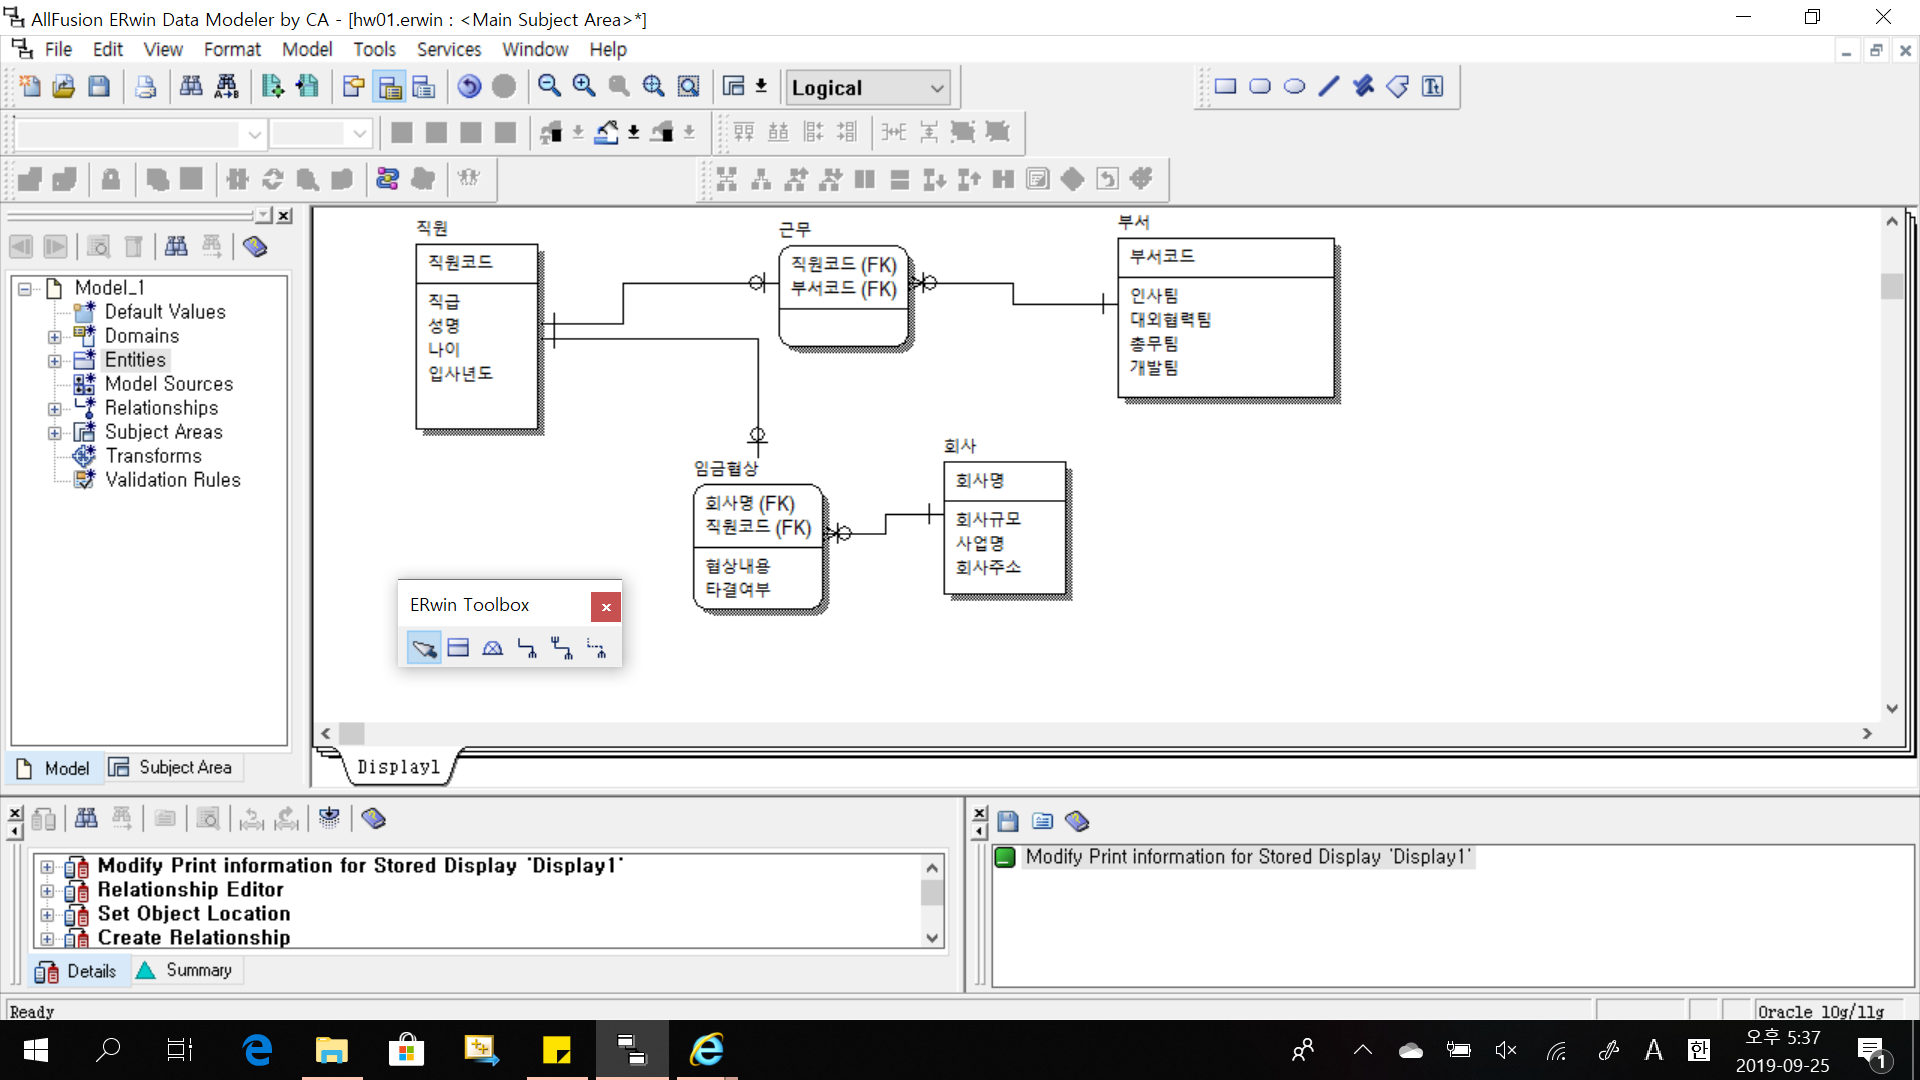 AllFusion ERwin Data Modeler by CA - [hw01.erwin : <Main Subject Area>*]
File Edit View Format Model Tools Services Window Help
A→B
Logical
Model_1
Default Values
Domains
Entities
Model Sources
Relationships
Subject Areas
Transforms
Validation Rules
Model
Subject Area
직원
직원코드
직급
성명
나이
입사년도
근무
직원코드 (FK)
부서코드 (FK)
부서
부서코드
인사팀
대외협력팀
총무팀
개발팀
임금협상
회사명 (FK)
직원코드 (FK)
협상내용
타결여부
회사
회사명
회사규모
사업명
회사주소
ERwin Toolbox
Display1
Modify Print information for Stored Display 'Display1'
Relationship Editor
Set Object Location
Create Relationship
Details
Summary
Modify Print information for Stored Display 'Display1'
Ready
Oracle 10g/11g
A
한
오후 5:37
2019-09-25
1